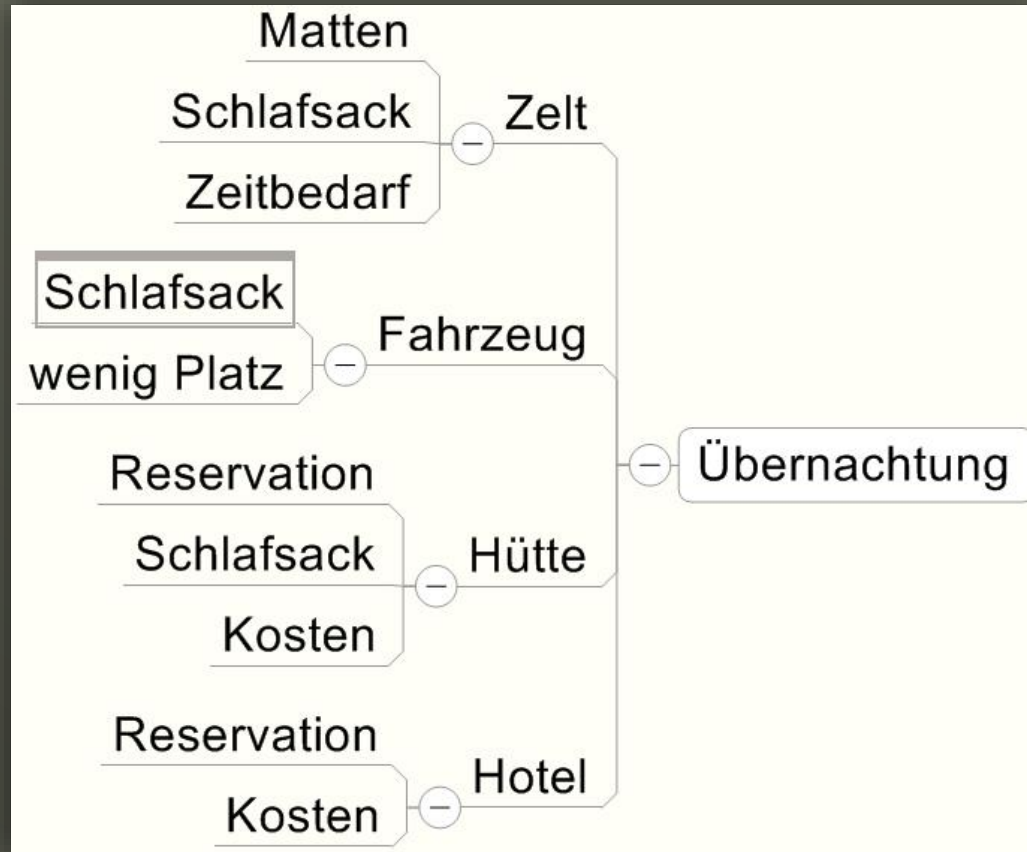 Matten
Schlafsack
Zeitbedarf
Zelt
Schlafsack
wenig Platz
Fahrzeug
Reservation
Schlafsack
Kosten
Hütte
Reservation
Kosten
Hotel
Übernachtung